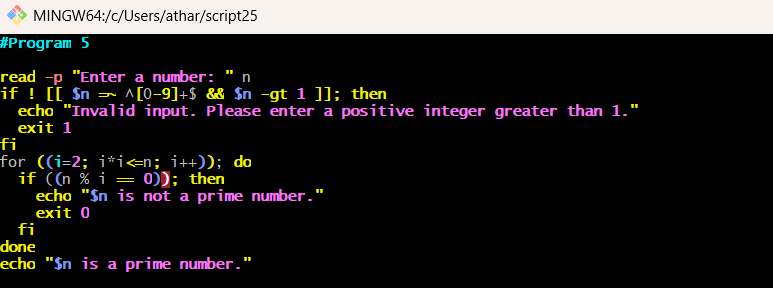 MINGW64:/c/Users/athar/script25
#Program 5

read -p "Enter a number: " n
if ! [[ $n =~ ^[0-9]+$ && $n -gt 1 ]]; then
  echo "Invalid input. Please enter a positive integer greater than 1."
  exit 1
fi
for ((i=2; i*i<=n; i++)); do
  if ((n % i == 0)); then
    echo "$n is not a prime number."
    exit 0
  fi
done
echo "$n is a prime number."